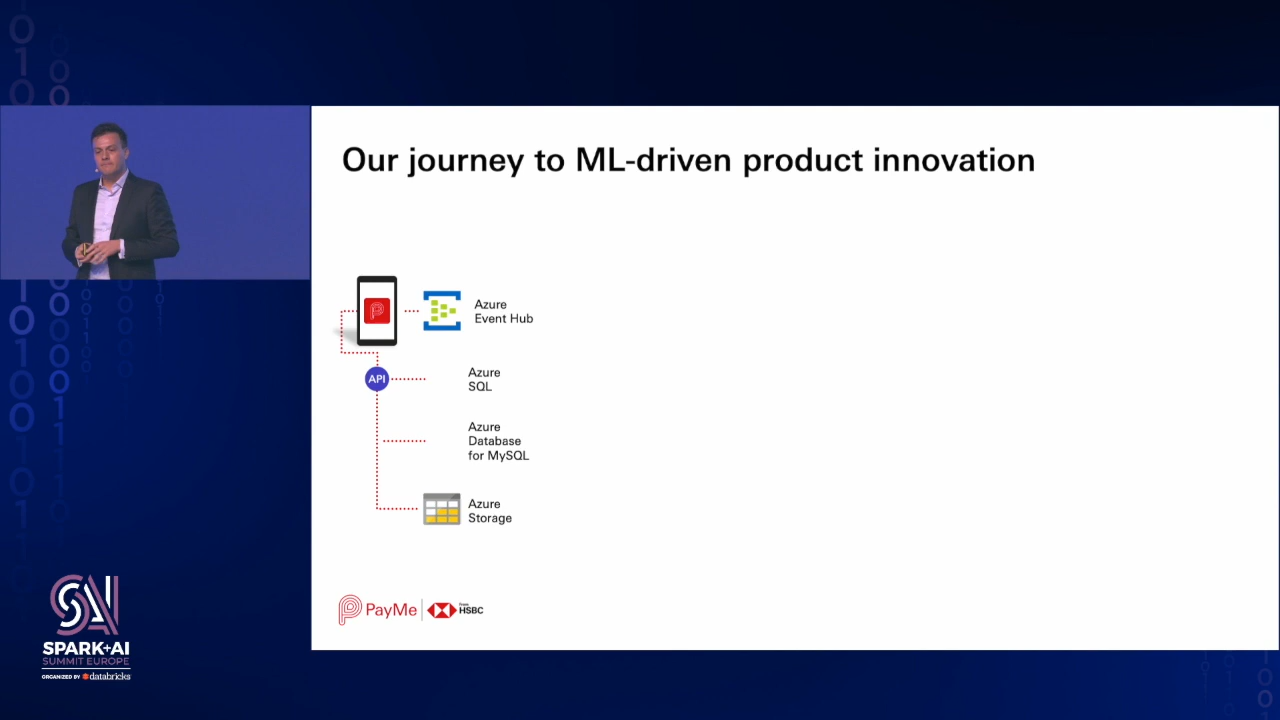 Our journey to ML-driven product innovation
Azure
Event Hub
API
Azure
SQL
Azure
Database
for MySQL
Azure
Storage
PayMe
From
HSBC
SPARK+AI
SUMMIT EUROPE
ORGANIZED BY databricks